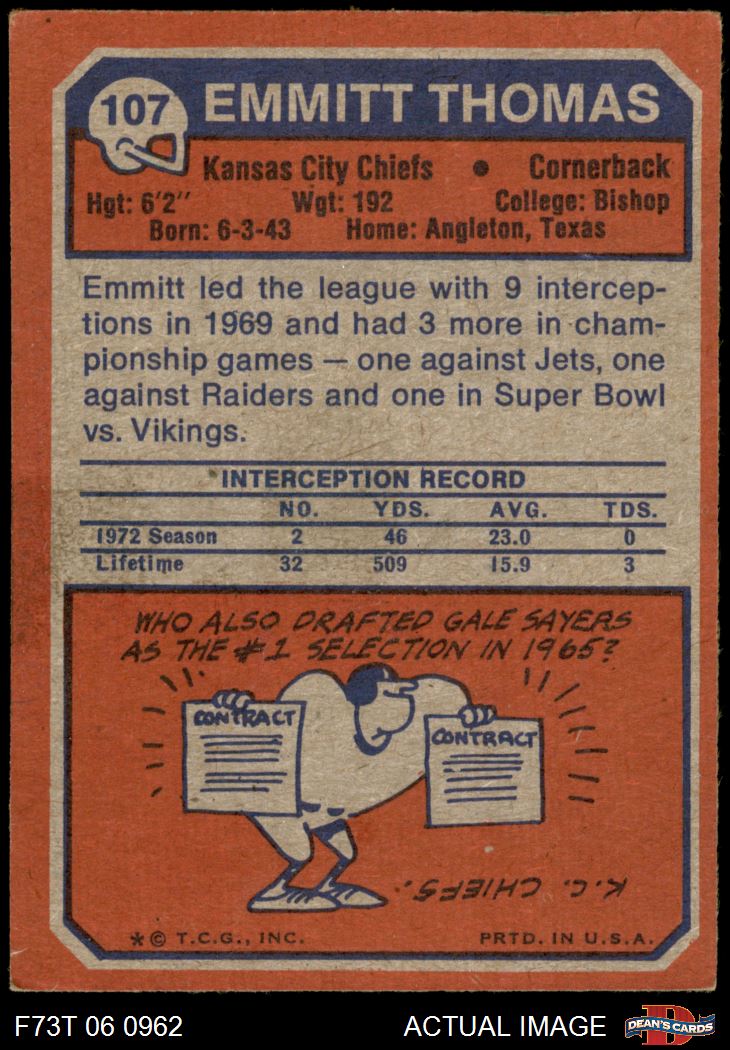 107
EMMITT THOMAS
Kansas City Chiefs • Cornerback
Hgt: 6'2" Wgt: 192 College: Bishop
Born: 6-3-43 Home: Angleton, Texas
Emmitt led the league with 9 intercep-
tions in 1969 and had 3 more in cham-
pionship games — one against Jets, one
against Raiders and one in Super Bowl
vs. Vikings.
INTERCEPTION RECORD
NO. YDS. AVG. TDS.
1972 Season 2 46 23.0 0
Lifetime 32 509 15.9 3
WHO ALSO DRAFTED GALE SAYERS
AS THE #1 SELECTION IN 1965?
CONTRACT
CONTRACT
K.C. CHIEFS.
* © T.C.G., INC. PRTD. IN U.S.A.
F73T 06 0962 ACTUAL IMAGE
D
DEAN'S CARDS